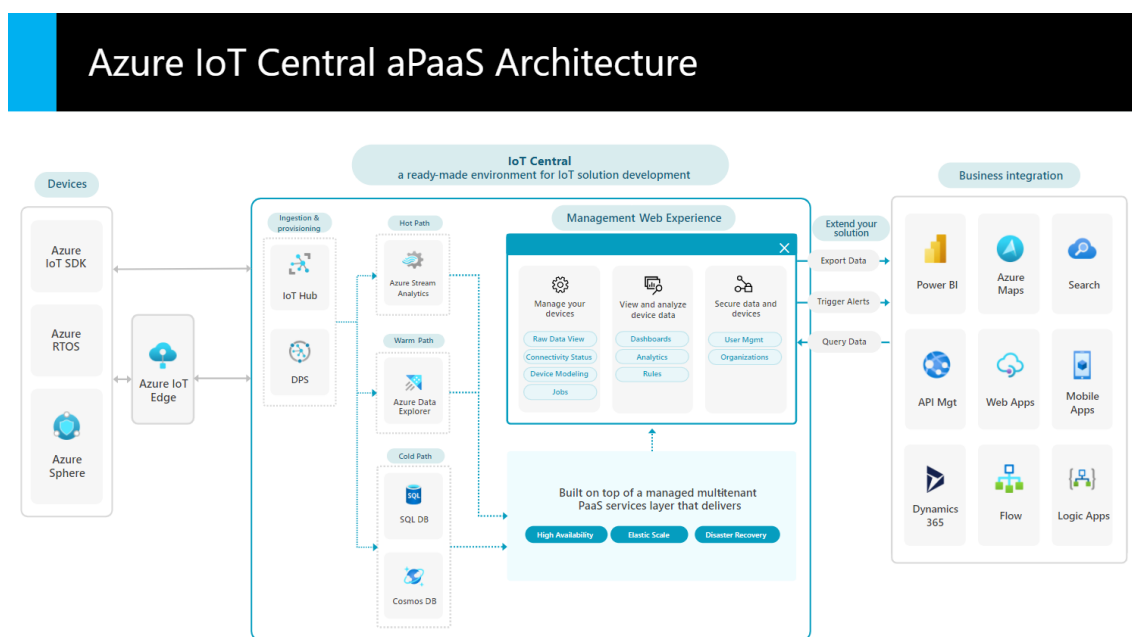 Azure IoT Central aPaaS Architecture
Devices
Azure
IoT SDK
Azure
RTOS
Azure
Sphere
Azure IoT
Edge
IoT Central
a ready-made environment for IoT solution development
Ingestion &
provisioning
IoT Hub
DPS
Hot Path
Azure Stream
Analytics
Warm Path
Azure Data
Explorer
Cold Path
SQL
SQL DB
Cosmos DB
Management Web Experience
Manage your
devices
Raw Data View
Connectivity Status
Device Modeling
Jobs
View and analyze
device data
Dashboards
Analytics
Rules
Secure data and
devices
User Mgmt
Organizations
Built on top of a managed multitenant
PaaS services layer that delivers
High Availability
Elastic Scale
Disaster Recovery
Extend your
solution
Export Data
Trigger Alerts
Query Data
Business integration
Power BI
Azure
Maps
Search
API Mgt
Web Apps
Mobile
Apps
Dynamics
365
Flow
Logic Apps